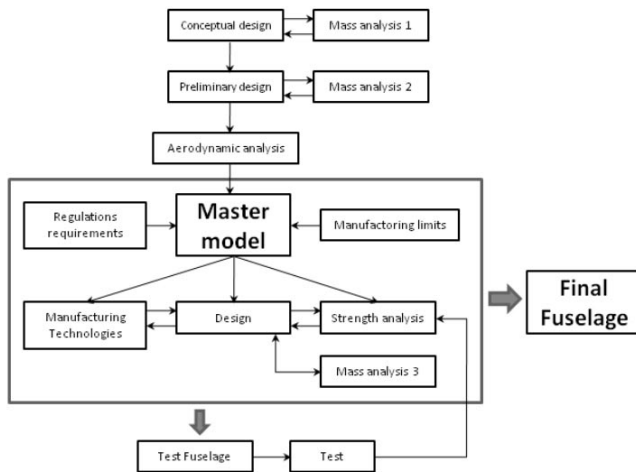 Conceptual design
Mass analysis 1
Preliminary design
Mass analysis 2
Aerodynamic analysis
Regulations
requirements
Master
model
Manufactoring limits
Manufacturing
Technologies
Design
Strength analysis
Mass analysis 3
Final
Fuselage
Test Fuselage
Test